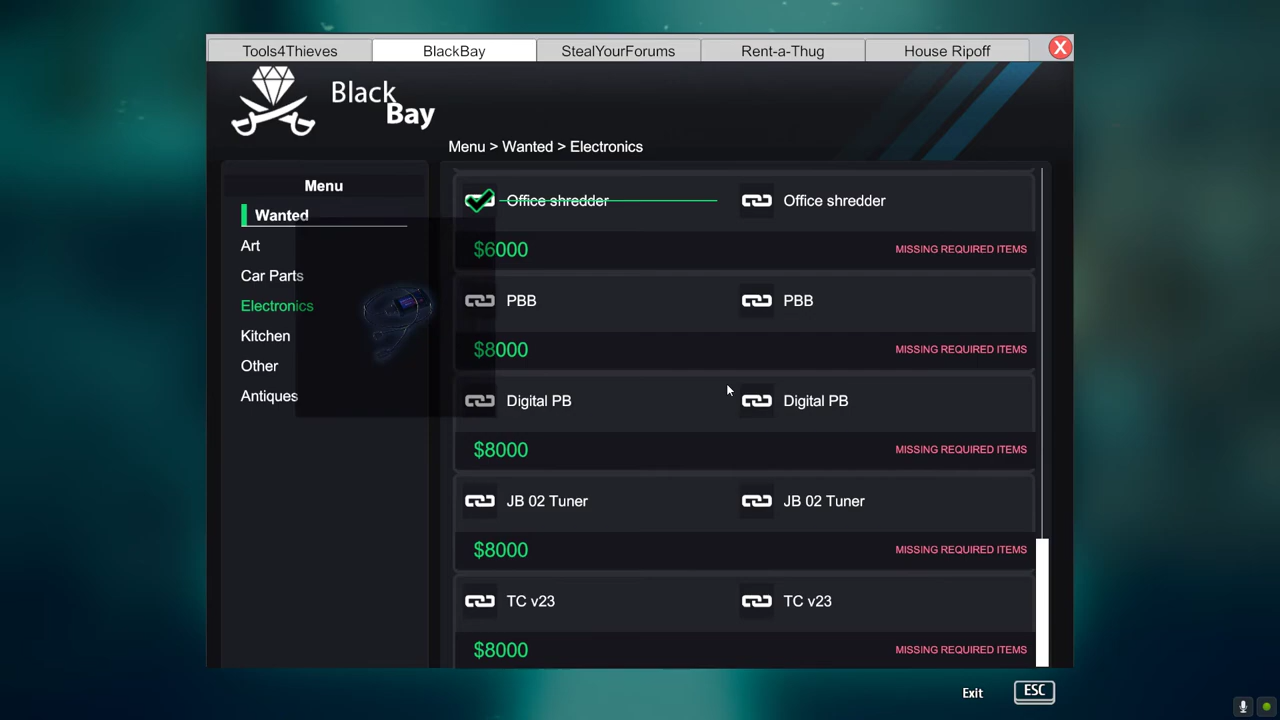 Tools4Thieves BlackBay StealYourForums Rent-a-Thug House Ripoff X
Black
Bay
Menu > Wanted > Electronics
Menu
Wanted
Art
Car Parts
Electronics
Kitchen
Other
Antiques
Office shredder Office shredder
$6000 MISSING REQUIRED ITEMS
PBB PBB
$8000 MISSING REQUIRED ITEMS
Digital PB Digital PB
$8000 MISSING REQUIRED ITEMS
JB 02 Tuner JB 02 Tuner
$8000 MISSING REQUIRED ITEMS
TC v23 TC v23
$8000 MISSING REQUIRED ITEMS
Exit ESC